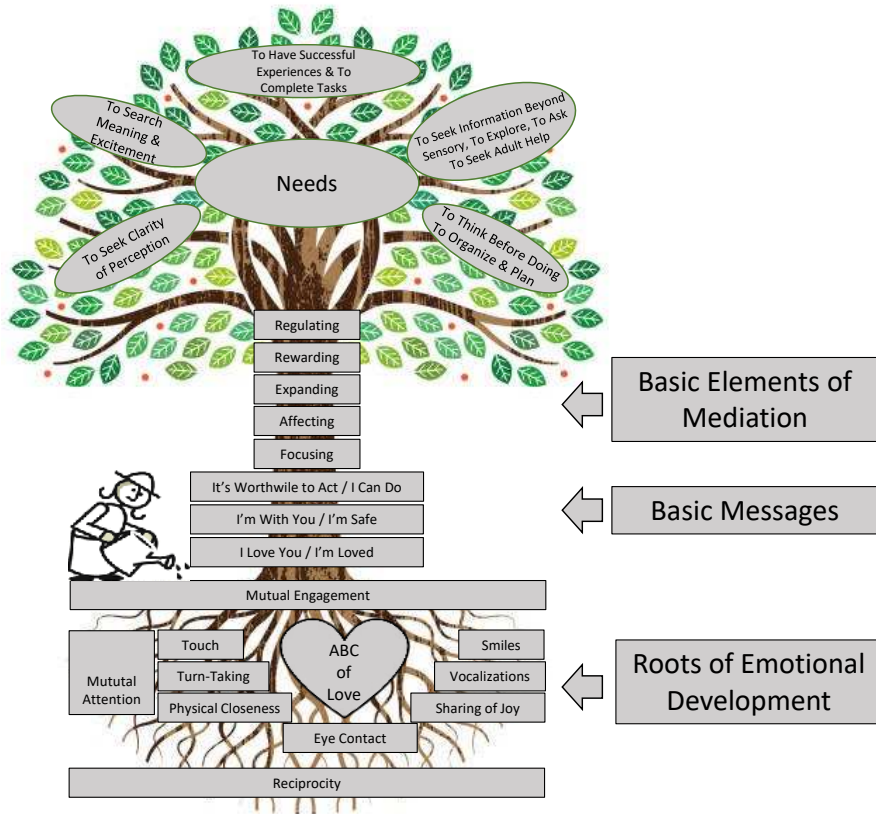 To Have Successful
Experiences & To
Complete Tasks
To Search
Meaning &
Excitement
To Seek Information Beyond
Sensory, To Explore, To Ask
To Seek Adult Help
Needs
To Seek Clarity
of Perception
To Think Before Doing
To Organize & Plan
Regulating
Rewarding
Expanding
Affecting
Focusing
Basic Elements of
Mediation
It's Worthwile to Act / I Can Do
I'm With You / I'm Safe
I Love You / I'm Loved
Basic Messages
Mutual Engagement
Mututal
Attention
Touch
Turn-Taking
Physical Closeness
ABC
of
Love
Smiles
Vocalizations
Sharing of Joy
Eye Contact
Roots of Emotional
Development
Reciprocity